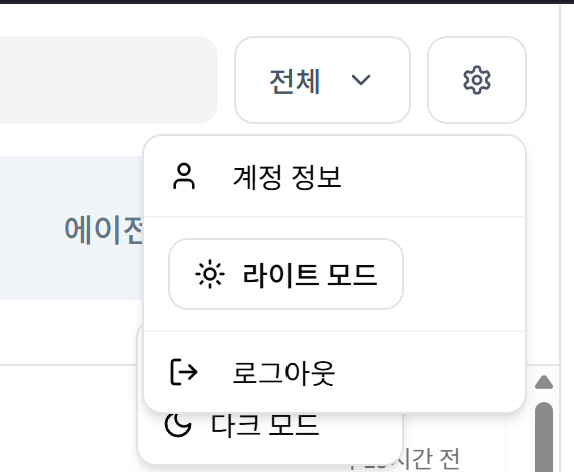 전체
계정 정보
에이전
라이트 모드
로그아웃
다크 모드
시간 전